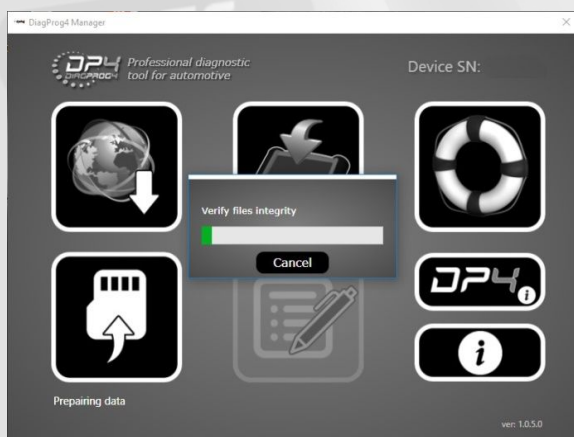 DiagProg4 Manager
DP4
DIAGPROG4
Professional diagnostic
tool for automotive
Device SN:
Verify files integrity
Cancel
DP4
i
i
Prepairing data
ver: 1.0.5.0